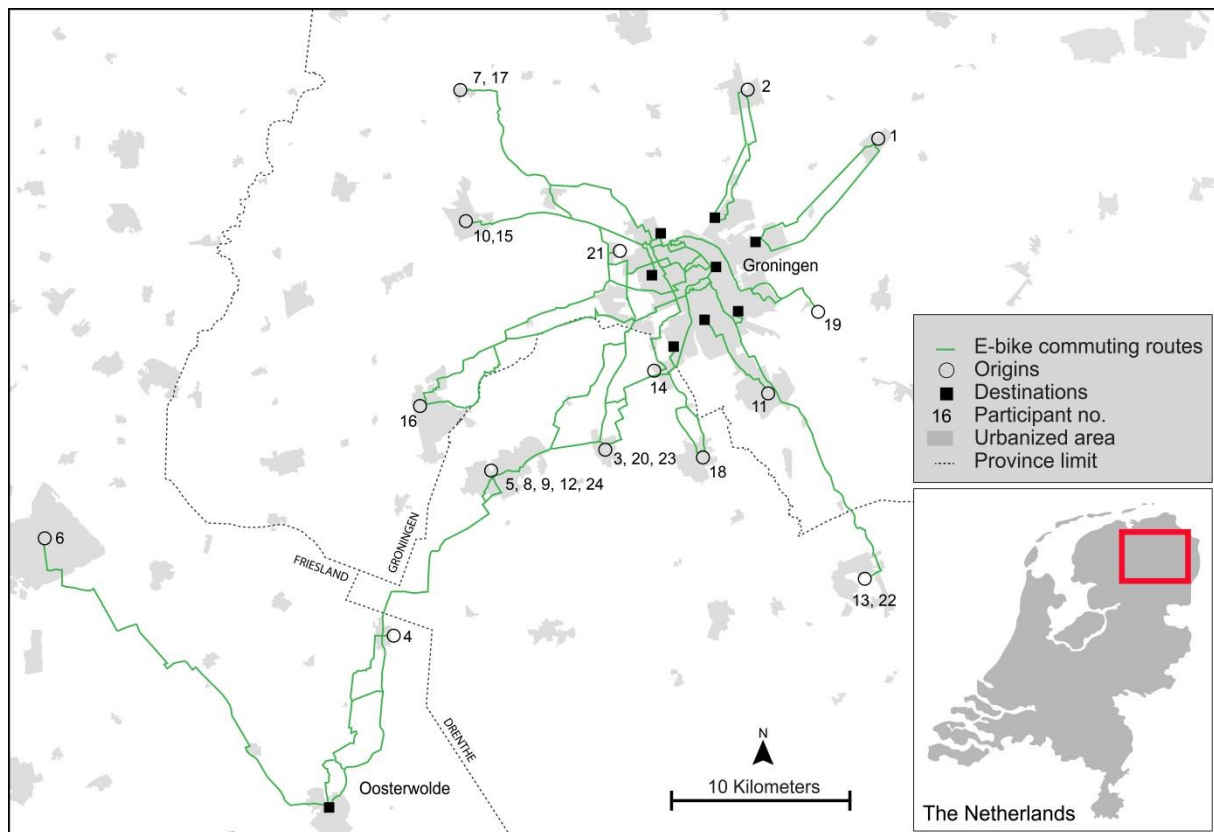 7, 17
2
1
10,15
21
Groningen
19
14
11
16
3, 20, 23
18
5, 8, 9, 12, 24
6
FRIESLAND
GRONINGEN
13, 22
4
DRENTHE
Oosterwolde
N
10 Kilometers
E-bike commuting routes
Origins
Destinations
16 Participant no.
Urbanized area
Province limit
The Netherlands